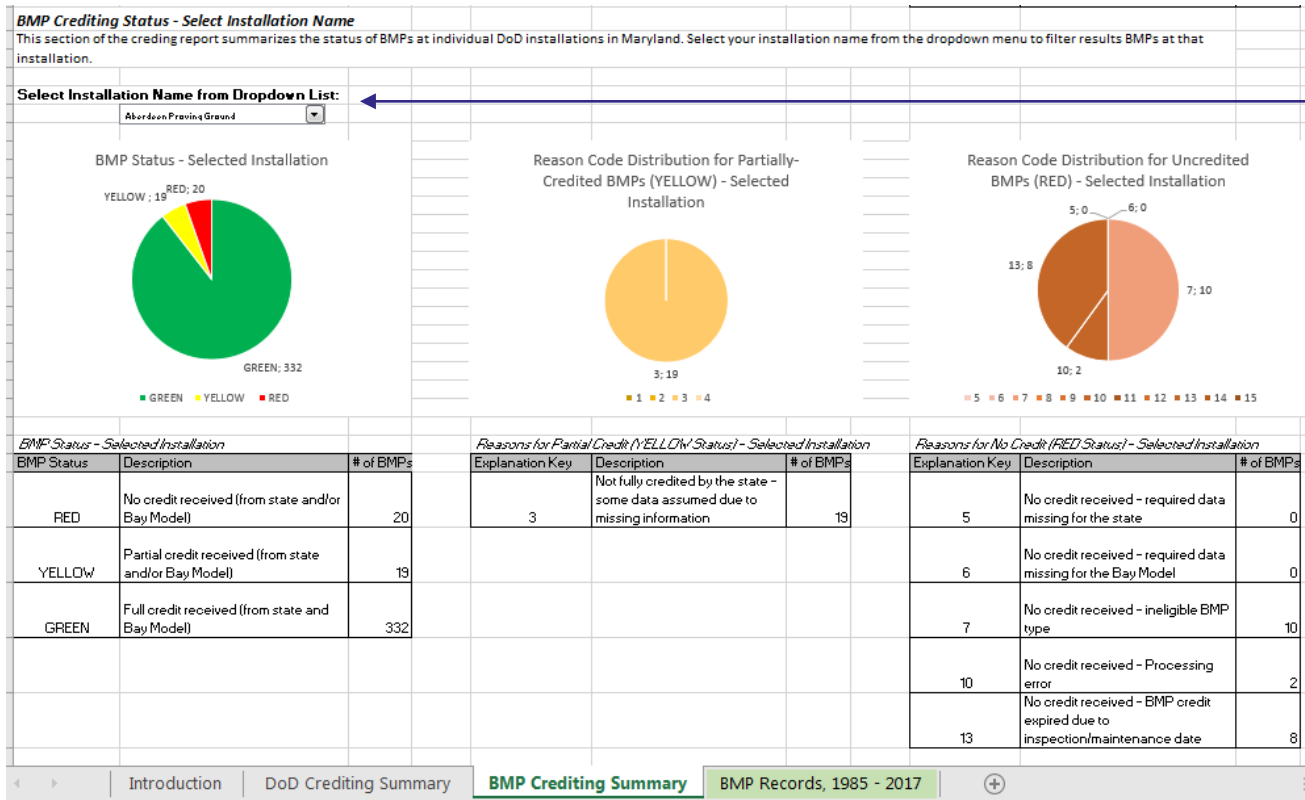 BMP Crediting Status - Select Installation Name
This section of the creding report summarizes the status of BMPs at individual DoD installations in Maryland. Select your installation name from the dropdown menu to filter results BMPs at that
installation.
Select Installation Name from Dropdown List:
Aberdeen Proving Ground
BMP Status - Selected Installation
YELLOW ; 19
RED; 20
GREEN; 332
GREEN YELLOW RED
Reason Code Distribution for Partially-
Credited BMPs (YELLOW) - Selected
Installation
3; 19
1 2 3 4
Reason Code Distribution for Uncredited
BMPs (RED) - Selected Installation
5; 0
6; 0
13; 8
7; 10
10; 2
5 6 7 8 9 10 11 12 13 14 15
BMP Status - Selected Installation
BMP Status Description # of BMPs
RED No credit received (from state and/or
Bay Model) 20
YELLOW Partial credit received (from state
and/or Bay Model) 19
GREEN Full credit received (from state and
Bay Model) 332
Reasons for Partial Credit (YELLOW Status) - Selected Installation
Explanation Key Description # of BMPs
3 Not fully credited by the state -
some data assumed due to
missing information 19
Reasons for No Credit (RED Status) - Selected Installation
Explanation Key Description # of BMPs
5 No credit received - required data
missing for the state 0
6 No credit received - required data
missing for the Bay Model 0
7 No credit received - ineligible BMP
type 10
10 No credit received - Processing
error 2
13 No credit received - BMP credit
expired due to
inspection/maintenance date 8
Introduction DoD Crediting Summary BMP Crediting Summary BMP Records, 1985 - 2017